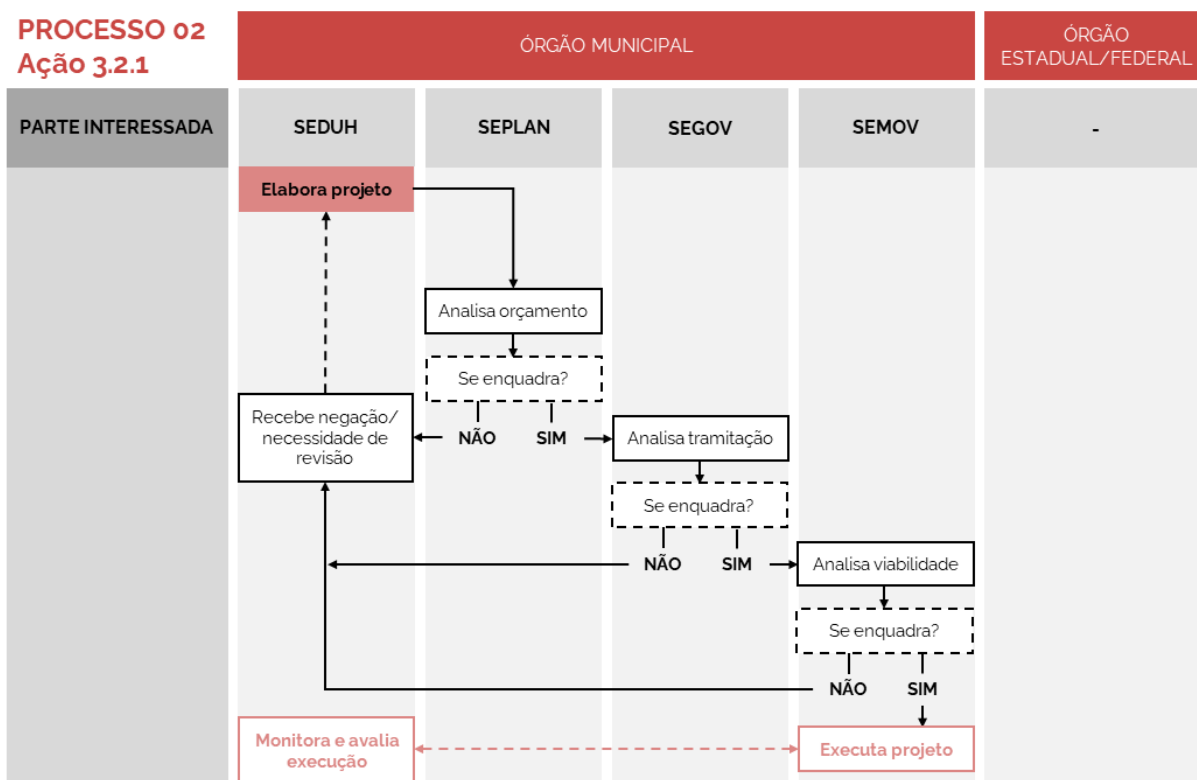 PROCESSO 02
Ação 3.2.1
ÓRGÃO MUNICIPAL
ÓRGÃO
ESTADUAL/FEDERAL
PARTE INTERESSADA
SEDUH
SEPLAN
SEGOV
SEMOV
-
Elabora projeto
Analisa orçamento
Se enquadra?
Recebe negação/
necessidade de
revisão
NÃO
SIM
Analisa tramitação
Se enquadra?
NÃO
SIM
Analisa viabilidade
Se enquadra?
NÃO
SIM
Monitora e avalia
execução
Executa projeto